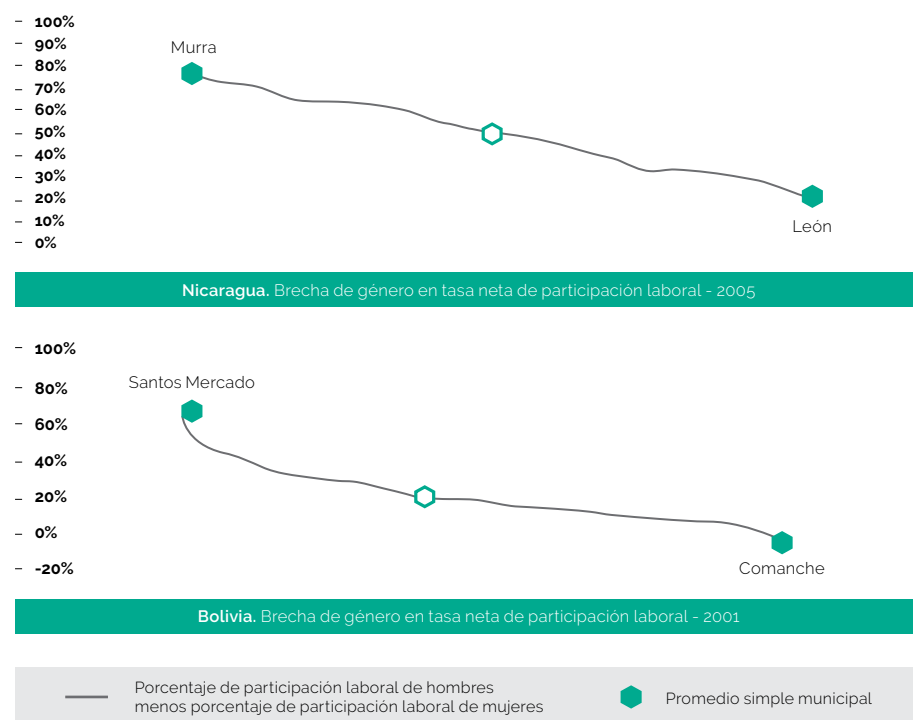 100%
90%
80%
70%
60%
50%
40%
30%
20%
10%
0%
Murra
León
Nicaragua. Brecha de género en tasa neta de participación laboral - 2005
100%
80%
60%
40%
20%
0%
-20%
Santos Mercado
Comanche
Bolivia. Brecha de género en tasa neta de participación laboral - 2001
Porcentaje de participación laboral de hombres
menos porcentaje de participación laboral de mujeres
Promedio simple municipal